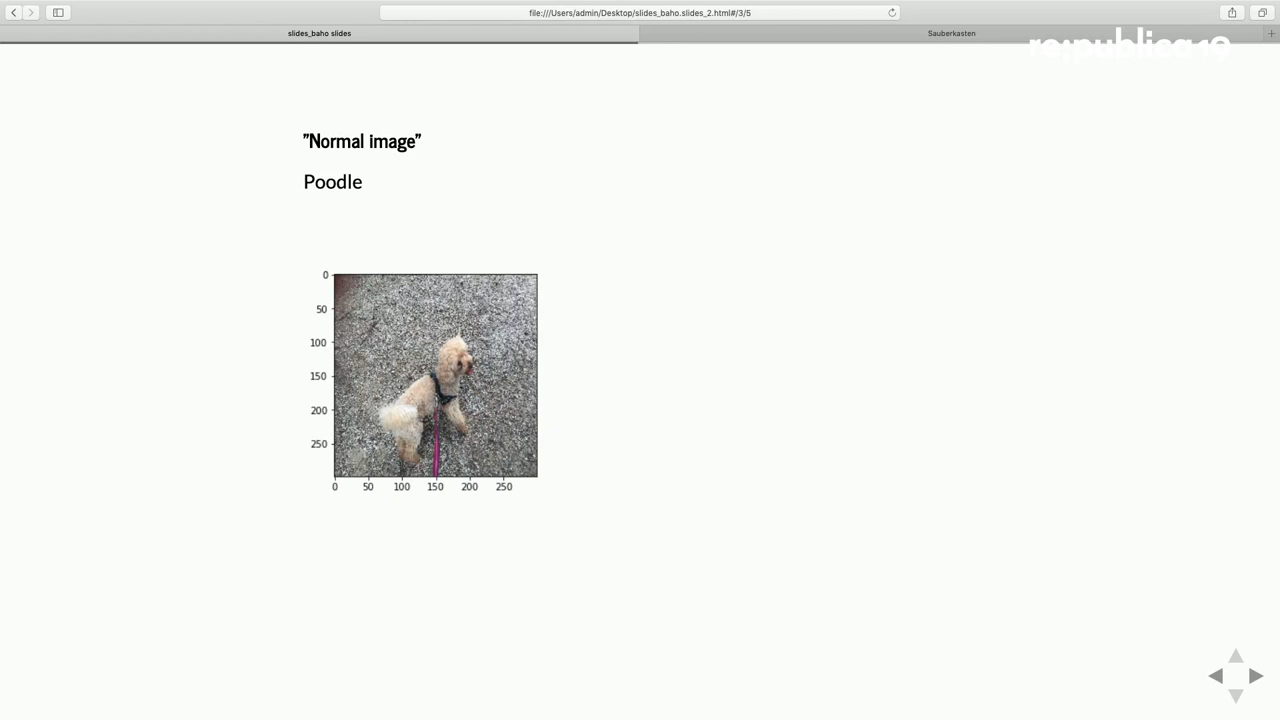 file:///Users/admin/Desktop/slides_baho.slides_2.html#/3/5
slides_baho slides
Sauberkasten
re:publica 19
"Normal image"
Poodle
0
50
100
150
200
250
0 50 100 150 200 250